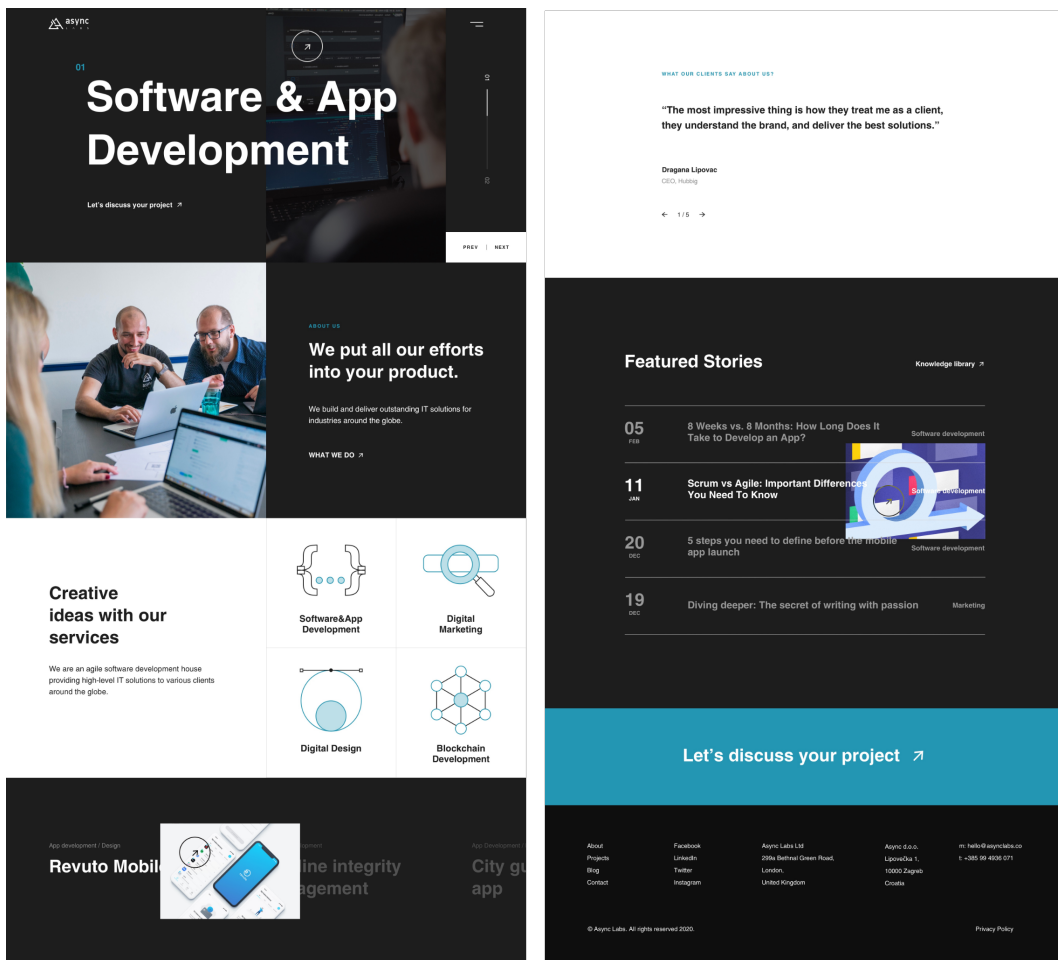 async
LABS
01
Software & App
Development
Let's discuss your project
01
02
PREV | NEXT
ABOUT US
We put all our efforts
into your product.
We build and deliver outstanding IT solutions for
industries around the globe.
WHAT WE DO
Creative
ideas with our
services
We are an agile software development house
providing high-level IT solutions to various clients
around the globe.
Software&App
Development
Digital
Marketing
Digital Design
Blockchain
Development
App development / Design
Revuto Mobil
line integrity
agement
App Development /
City gu
app
WHAT OUR CLIENTS SAY ABOUT US?
“The most impressive thing is how they treat me as a client,
they understand the brand, and deliver the best solutions.”
Dragana Lipovac
CEO, Hubbig
1 / 5
Featured Stories
Knowledge library
05
FEB
8 Weeks vs. 8 Months: How Long Does It
Take to Develop an App?
Software development
11
JAN
Scrum vs Agile: Important Differences
You Need To Know
Software development
20
DEC
5 steps you need to define before the mobile
app launch
Software development
19
DEC
Diving deeper: The secret of writing with passion
Marketing
Let’s discuss your project
About
Projects
Blog
Contact
Facebook
LinkedIn
Twitter
Instagram
Async Labs Ltd
299a Bethnal Green Road,
London,
United Kingdom
Async d.o.o.
Lipovečka 1,
10000 Zagreb
Croatia
m: hello@asynclabs.co
t: +385 99 4936 071
© Async Labs. All rights reserved 2020.
Privacy Policy